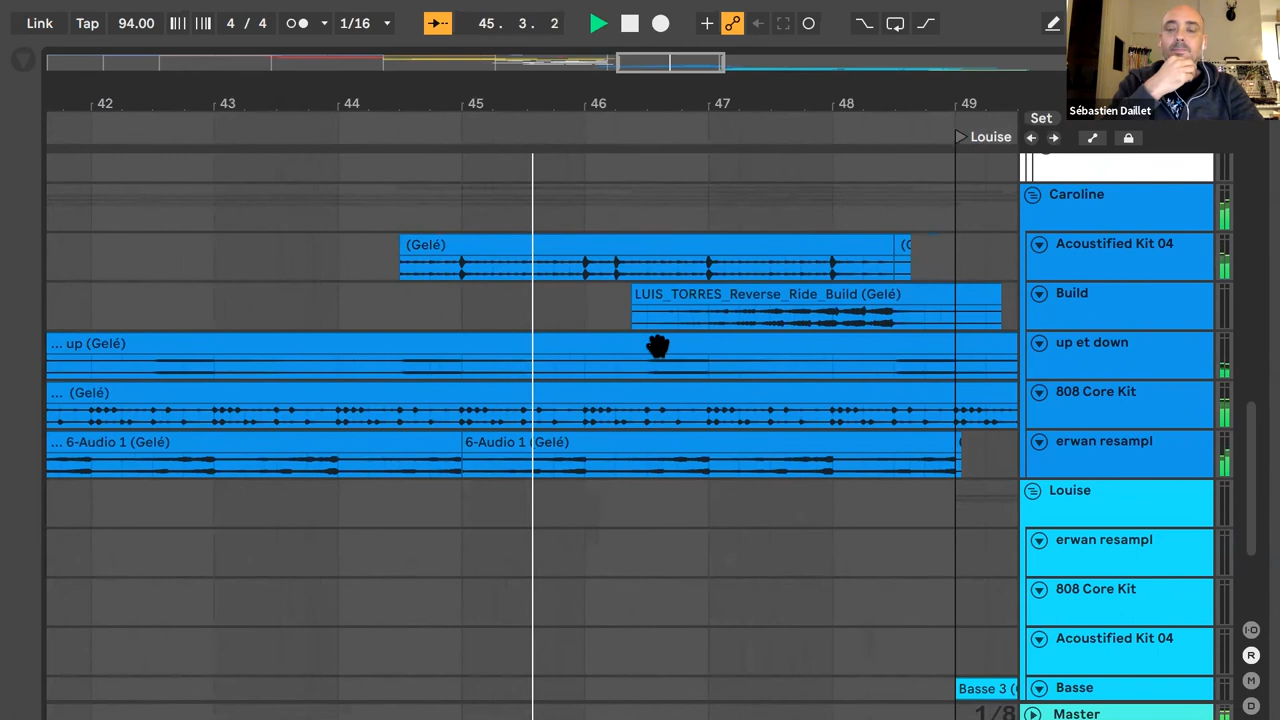 Link Tap 94.00 4 / 4 1/16 45. 3. 2
Sébastien Daillet
42 43 44 45 46 47 48 49
Set
Louise
Caroline
(Gelé)
Acoustified Kit 04
LUIS_TORRES_Reverse_Ride_Build (Gelé)
Build
... up (Gelé)
up et down
... (Gelé)
808 Core Kit
... 6-Audio 1 (Gelé) 6-Audio 1 (Gelé)
erwan resampl
Louise
erwan resampl
808 Core Kit
Acoustified Kit 04
I·O
R
M
D
Basse 3 (
Basse
1/8
Master